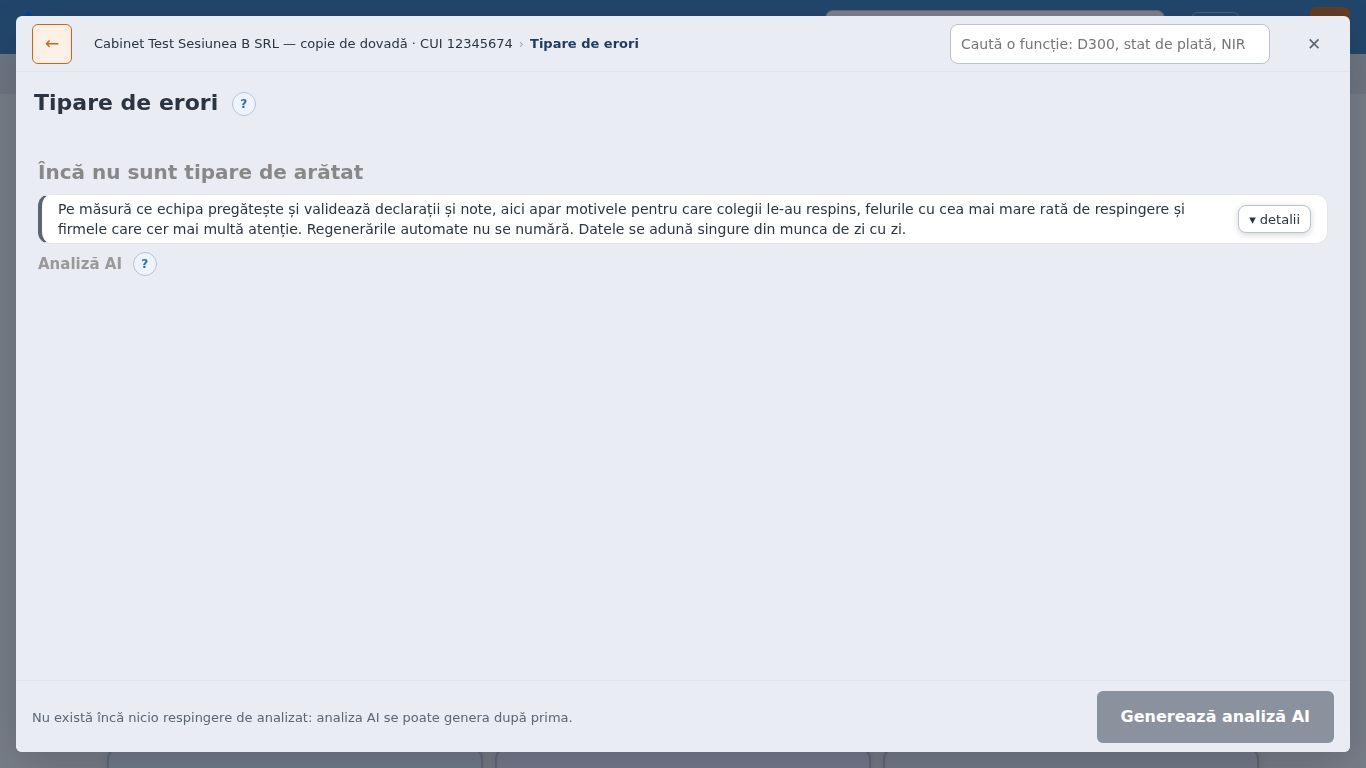 ←
Cabinet Test Sesiunea B SRL — copie de dovadă · CUI 12345674 › Tipare de erori
Caută o funcție: D300, stat de plată, NIR
✕
Tipare de erori ?
Încă nu sunt tipare de arătat
Pe măsură ce echipa pregătește și validează declarații și note, aici apar motivele pentru care colegii le-au respins, felurile cu cea mai mare rată de respingere și
firmele care cer mai multă atenție. Regenerările automate nu se numără. Datele se adună singure din munca de zi cu zi.
▾ detalii
Analiză AI ?
Nu există încă nicio respingere de analizat: analiza AI se poate genera după prima.
Generează analiză AI